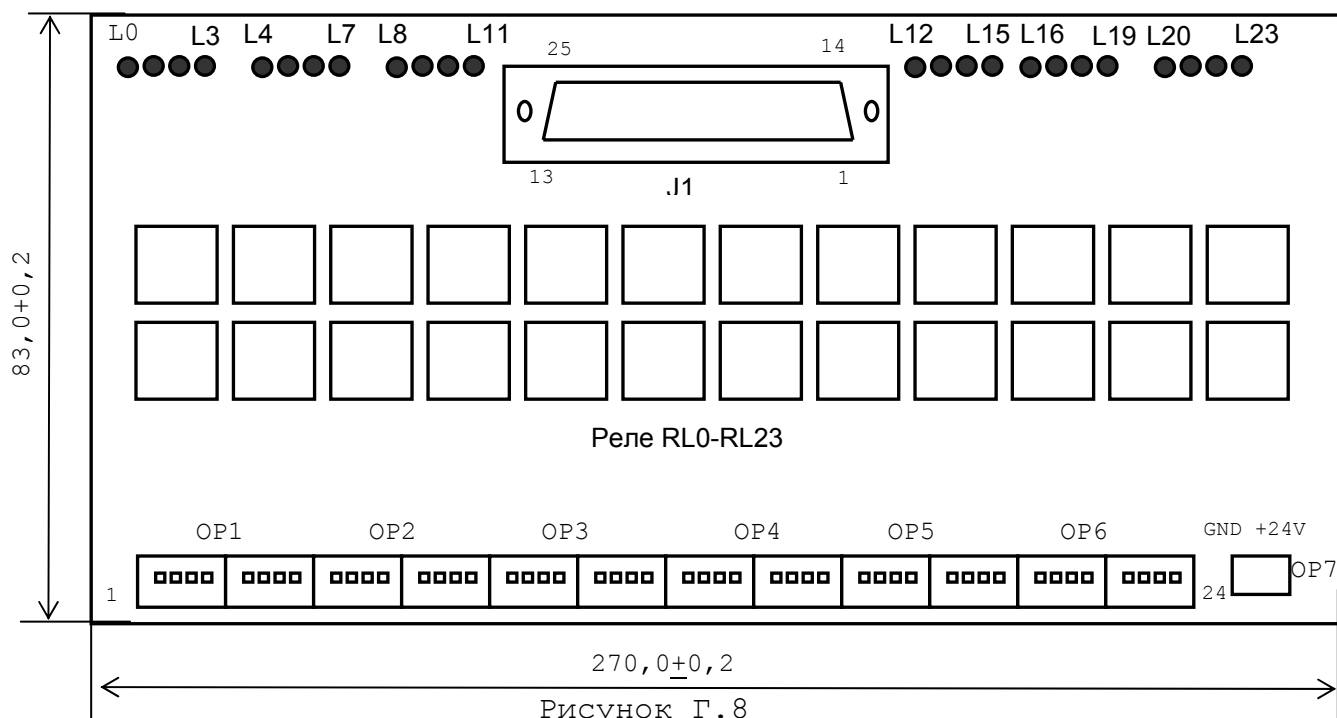 L0 L3 L4 L7 L8 L11 L12 L15 L16 L19 L20 L23
25 14
13 1
J1
83,0+0,2
Реле RL0-RL23
OP1 OP2 OP3 OP4 OP5 OP6 GND +24V
1 24 OP7
270,0±0,2
Рисунок Г.8